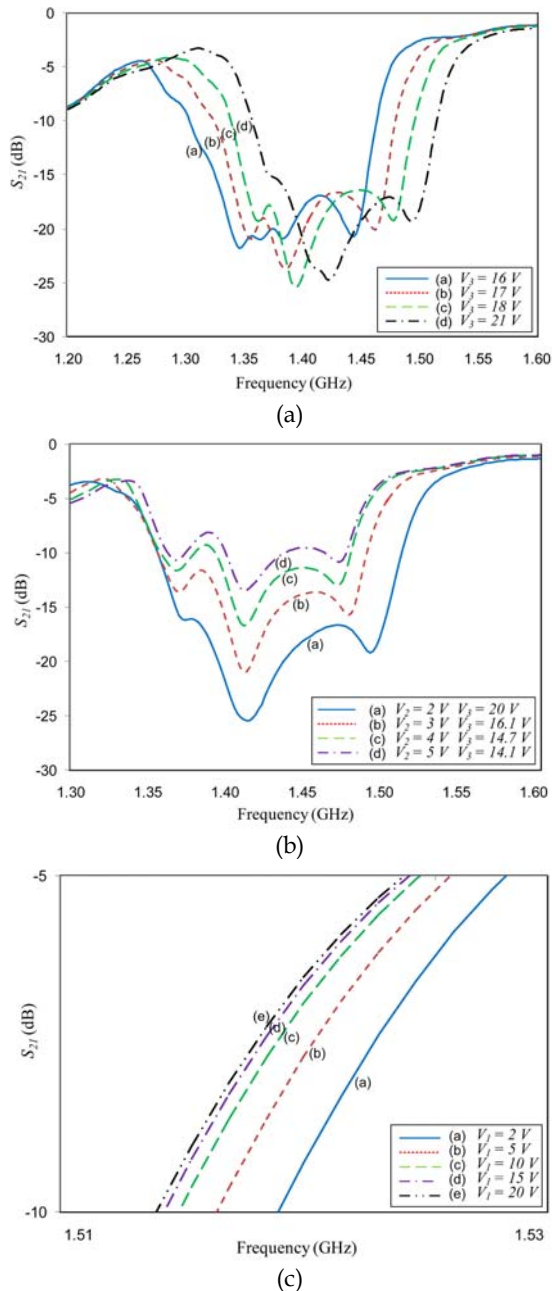 0
-5
-10
-15
-20
-25
-30
S21 (dB)
(a)
(b)
(c)
(d)
(a) V3 = 16 V
(b) V3 = 17 V
(c) V3 = 18 V
(d) V3 = 21 V
1.20 1.25 1.30 1.35 1.40 1.45 1.50 1.55 1.60
Frequency (GHz)
(a)
0
-5
-10
-15
-20
-25
-30
S21 (dB)
(d)
(c)
(b)
(a)
(a) V2 = 2 V V3 = 20 V
(b) V2 = 3 V V3 = 16.1 V
(c) V2 = 4 V V3 = 14.7 V
(d) V2 = 5 V V3 = 14.1 V
1.30 1.35 1.40 1.45 1.50 1.55 1.60
Frequency (GHz)
(b)
-5
-10
S21 (dB)
(e)
(d)
(c)
(b)
(a)
(a) V1 = 2 V
(b) V1 = 5 V
(c) V1 = 10 V
(d) V1 = 15 V
(e) V1 = 20 V
1.51 1.53
Frequency (GHz)
(c)